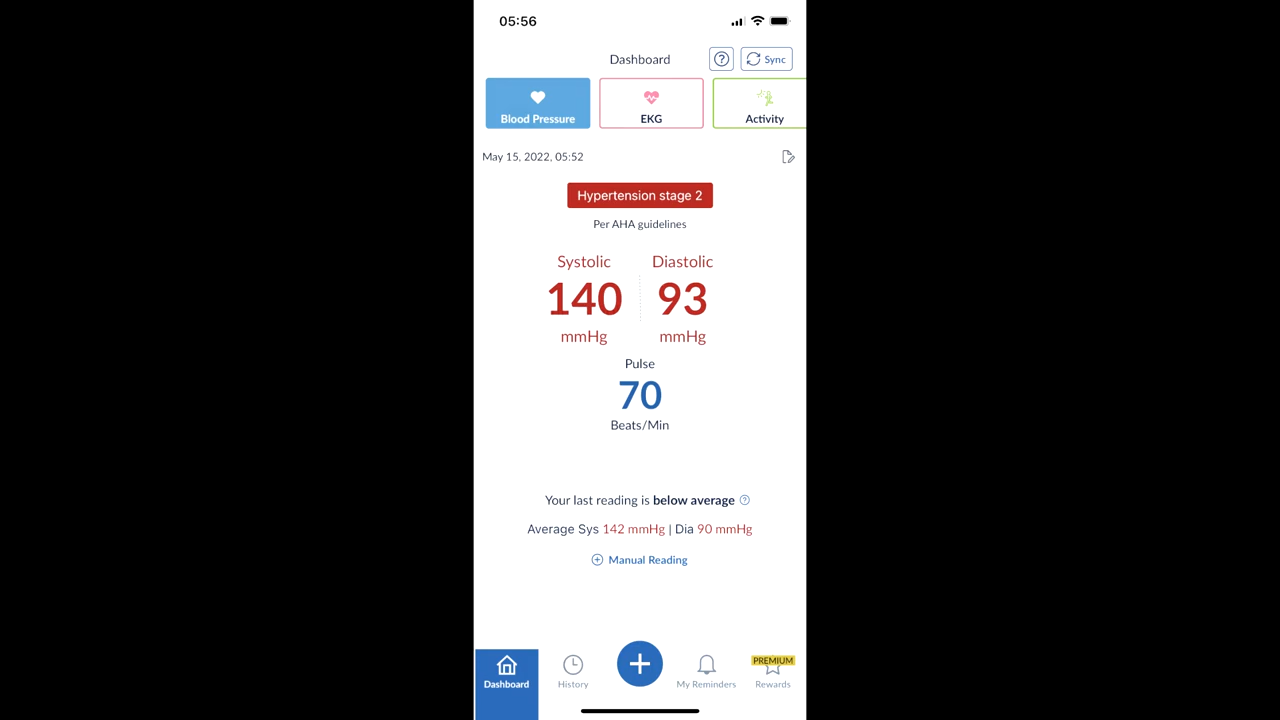 05:56
Dashboard
Sync
Blood Pressure
EKG
Activity
May 15, 2022, 05:52
Hypertension stage 2
Per AHA guidelines
Systolic Diastolic
140 93
mmHg mmHg
Pulse
70
Beats/Min
Your last reading is below average
Average Sys 142 mmHg | Dia 90 mmHg
Manual Reading
PREMIUM
Dashboard History My Reminders Rewards